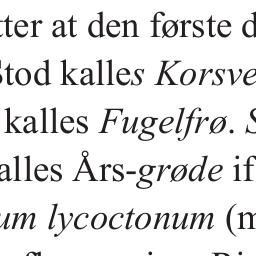 tter at den første d
Stod kalles Korsve
kalles Fugelfrø. S
alles Års-grøde if
um lycoctonum (m